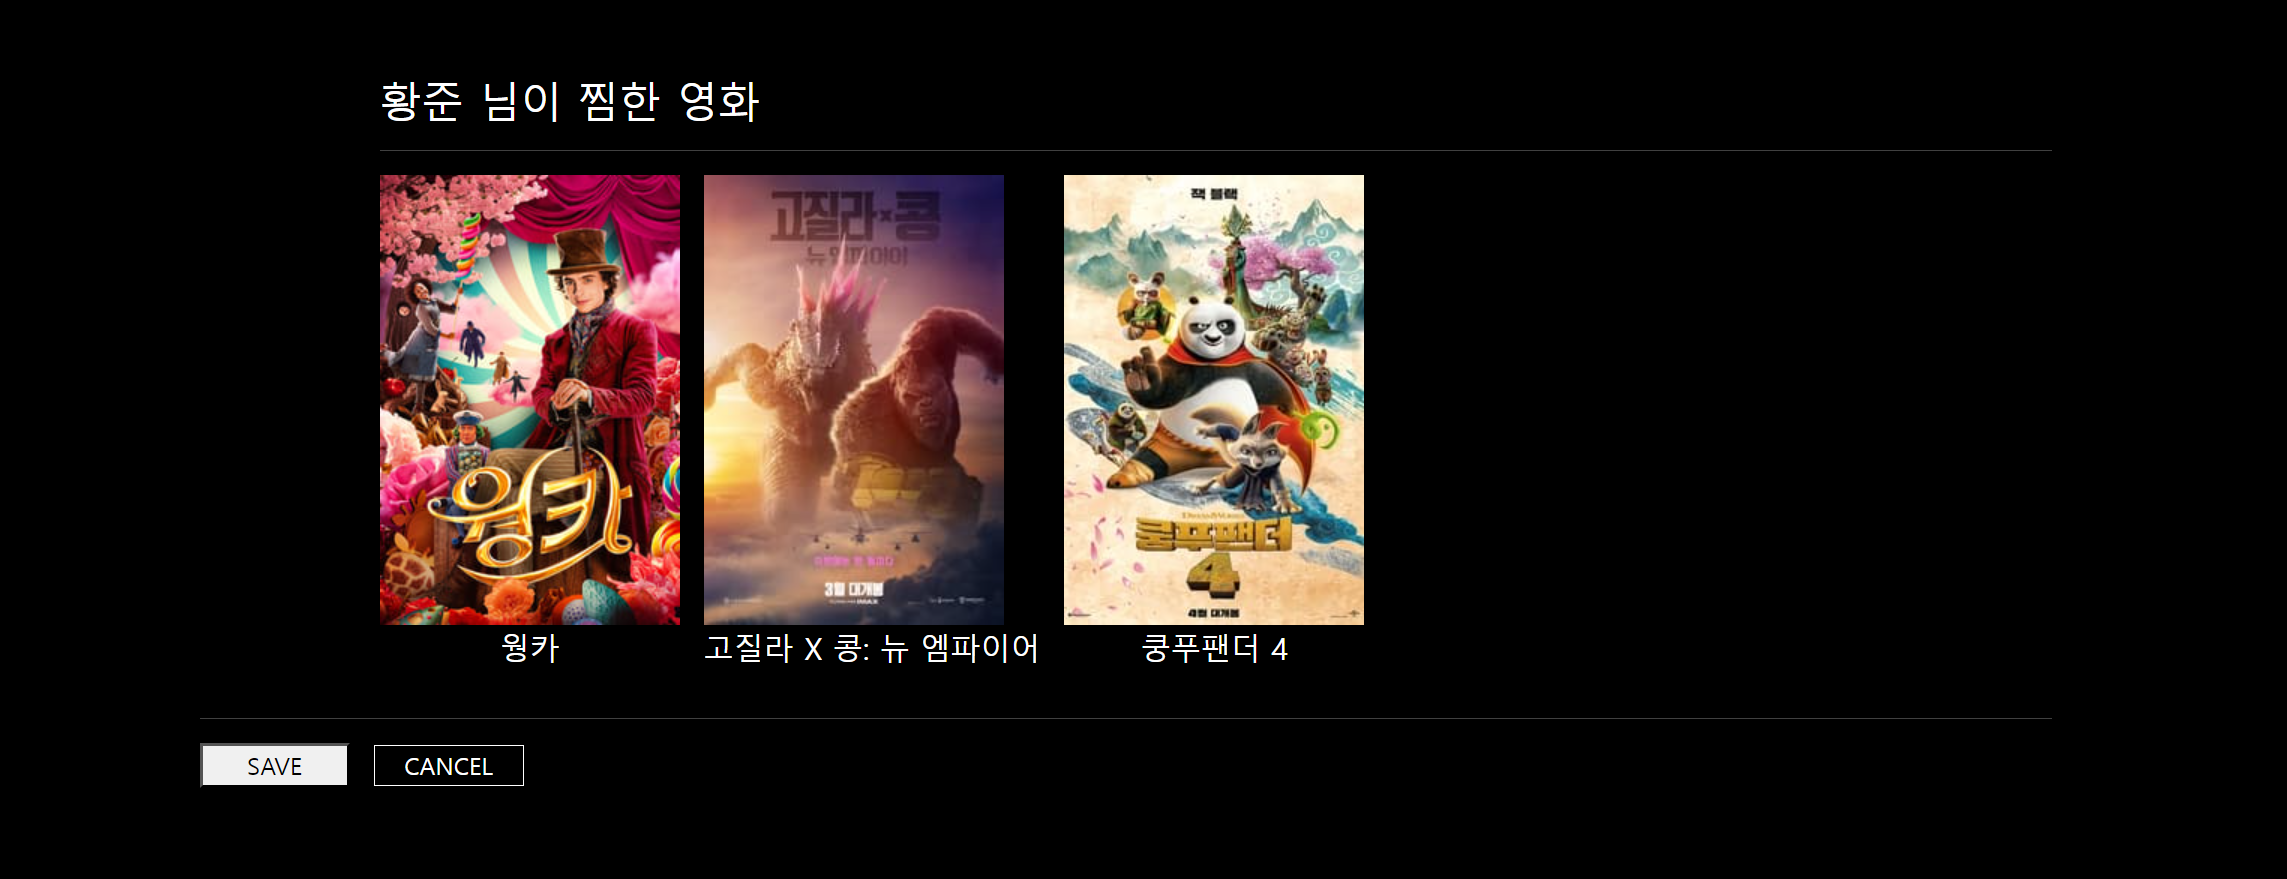 황준 님이 찜한 영화
웡카
고질라×콩
뉴 엠파이어
3월 대개봉
잭 블랙
쿵푸팬더
4
4월 대개봉
웡카
고질라 X 콩: 뉴 엠파이어
쿵푸팬더 4
SAVE
CANCEL